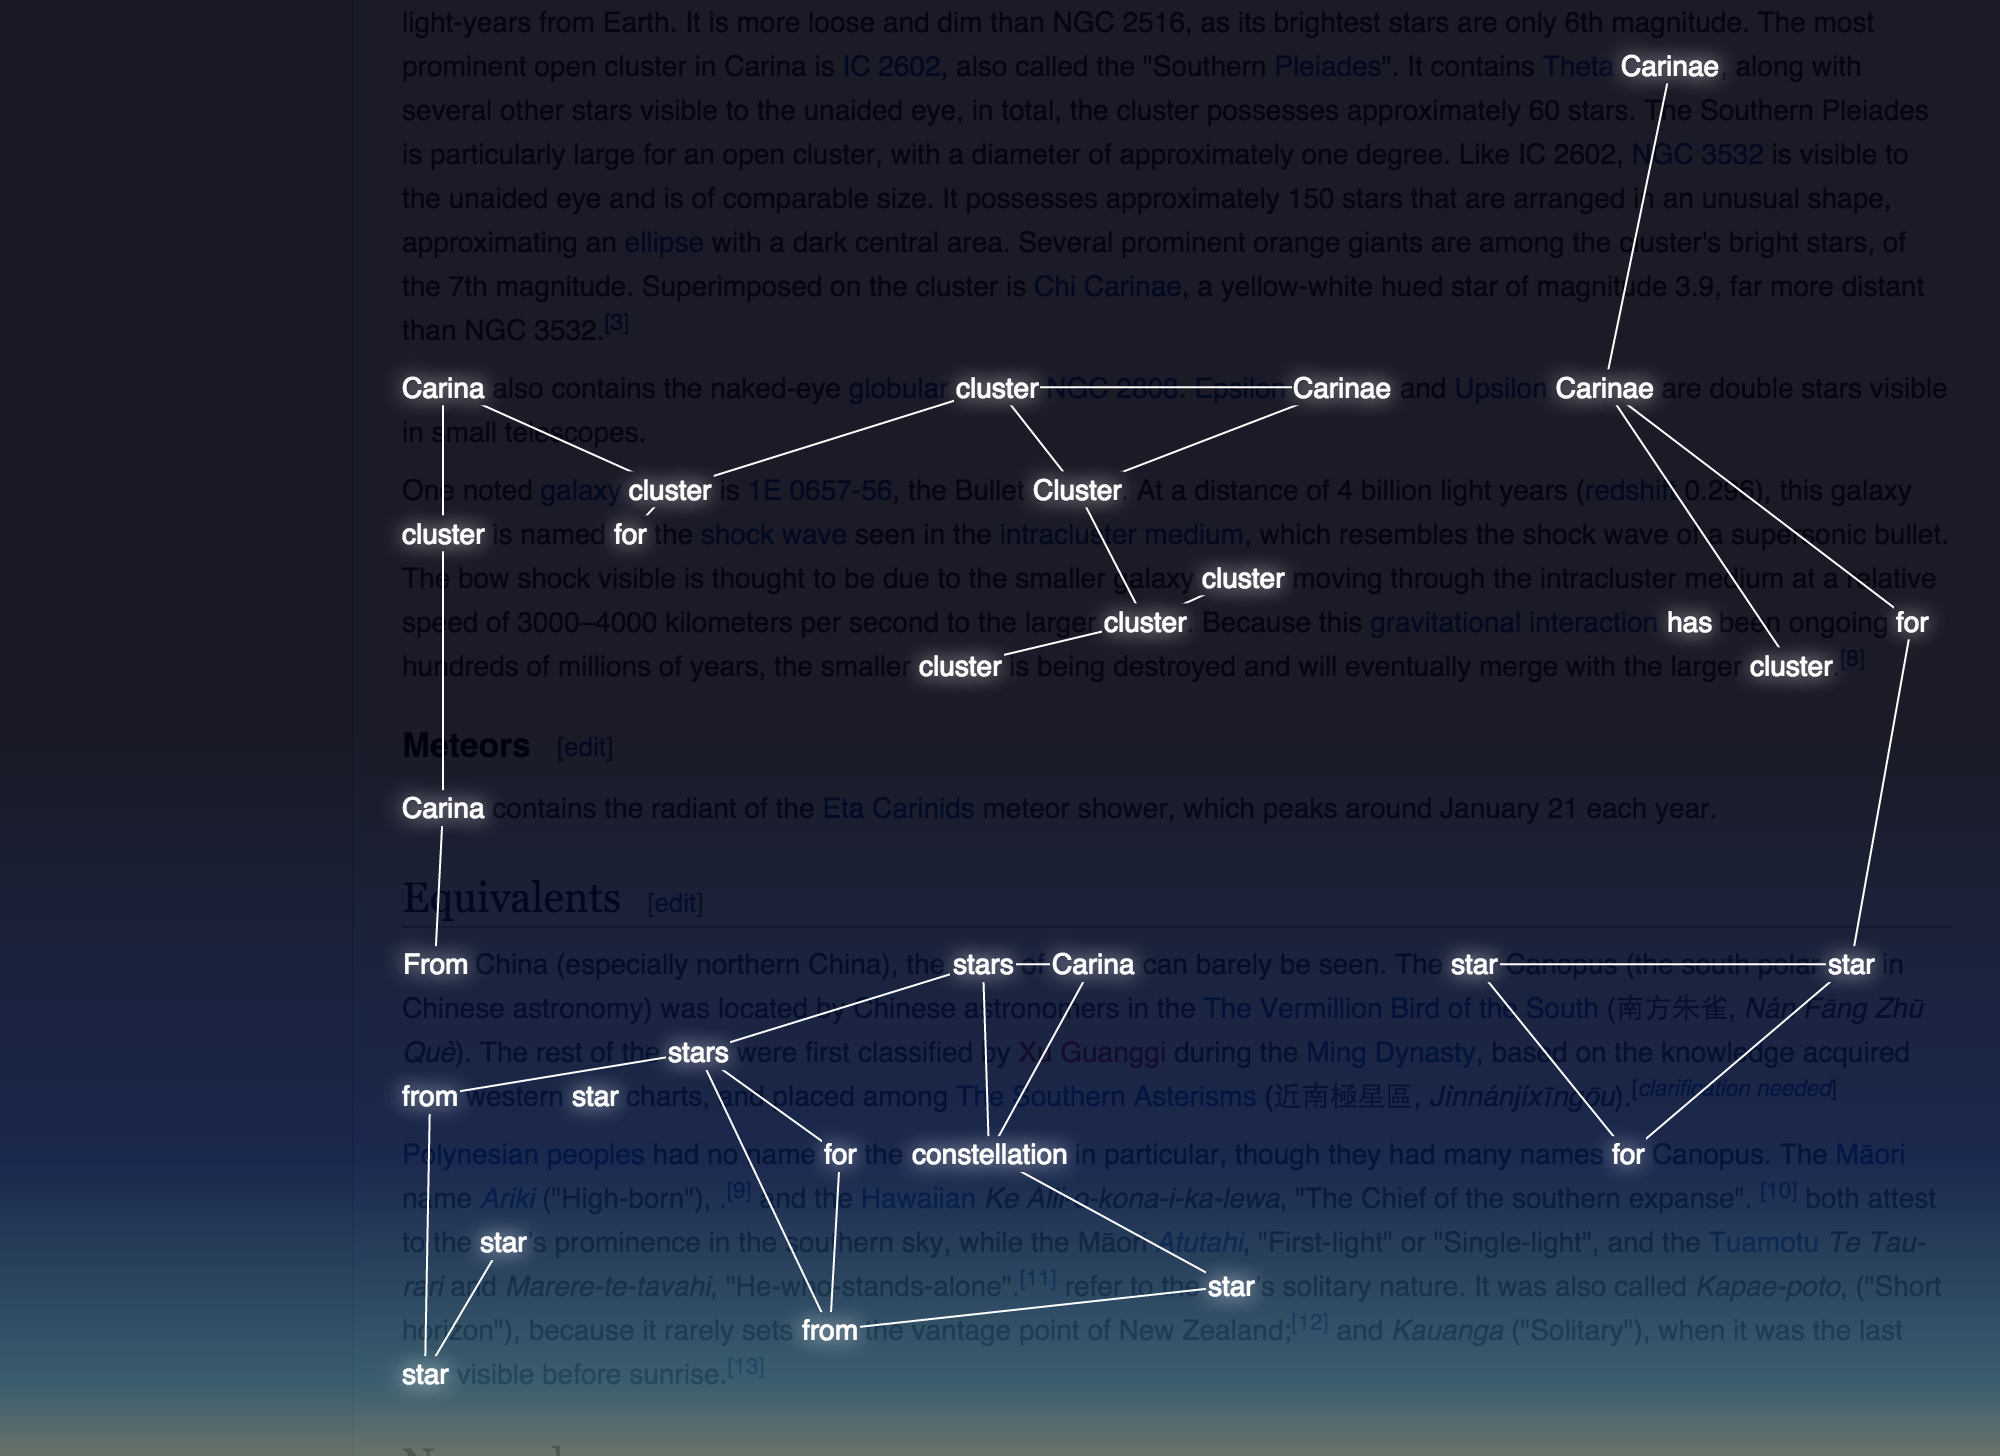 light-years from Earth. It is more loose and dim than NGC 2516, as its brightest stars are only 6th magnitude. The most
prominent open cluster in Carina is IC 2602, also called the "Southern Pleiades". It contains Theta Carinae, along with
several other stars visible to the unaided eye, in total, the cluster possesses approximately 60 stars. The Southern Pleiades
is particularly large for an open cluster, with a diameter of approximately one degree. Like IC 2602, NGC 3532 is visible to
the unaided eye and is of comparable size. It possesses approximately 150 stars that are arranged in an unusual shape,
approximating an ellipse with a dark central area. Several prominent orange giants are among the cluster's bright stars, of
the 7th magnitude. Superimposed on the cluster is Chi Carinae, a yellow-white hued star of magnitude 3.9, far more distant
than NGC 3532.[3]
Carina also contains the naked-eye globular cluster NGC 2808. Epsilon Carinae and Upsilon Carinae are double stars visible
in small telescopes.
One noted galaxy cluster is 1E 0657-56, the Bullet Cluster. At a distance of 4 billion light years (redshift 0.296), this galaxy
cluster is named for the shock wave seen in the intracluster medium, which resembles the shock wave of a supersonic bullet.
The bow shock visible is thought to be due to the smaller galaxy cluster moving through the intracluster medium at a relative
speed of 3000–4000 kilometers per second to the larger cluster. Because this gravitational interaction has been ongoing for
hundreds of millions of years, the smaller cluster is being destroyed and will eventually merge with the larger cluster.[8]
Meteors [edit]
Carina contains the radiant of the Eta Carinids meteor shower, which peaks around January 21 each year.
Equivalents [edit]
From China (especially northern China), the stars of Carina can barely be seen. The star Canopus (the south polar star in
Chinese astronomy) was located by Chinese astronomers in the The Vermillion Bird of the South (南方朱雀, Nán Fāng Zhū
Què). The rest of the stars were first classified by Xu Guanggi during the Ming Dynasty, based on the knowledge acquired
from western star charts, and placed among The Southern Asterisms (近南極星區, Jìnnánjíxīngōu).[clarification needed]
Polynesian peoples had no name for the constellation in particular, though they had many names for Canopus. The Māori
name Ariki ("High-born"), .[9] and the Hawaiian Ke Alii-o-kona-i-ka-lewa, "The Chief of the southern expanse". [10] both attest
to the star's prominence in the southern sky, while the Māori Atutahi, "First-light" or "Single-light", and the Tuamotu Te Tau-
rari and Marere-te-tavahi, "He-who-stands-alone".[11] refer to the star's solitary nature. It was also called Kapae-poto, ("Short
horizon"), because it rarely sets from the vantage point of New Zealand;[12] and Kauanga ("Solitary"), when it was the last
star visible before sunrise.[13]